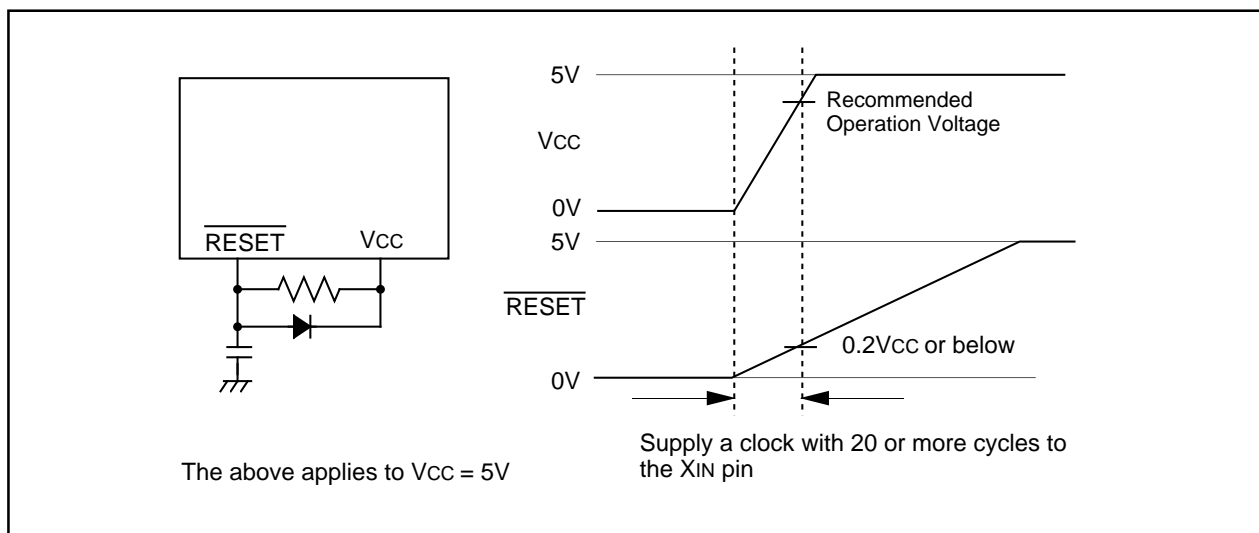 RESET
VCC
The above applies to VCC = 5V
5V
Recommended
Operation Voltage
VCC
0V
5V
RESET
0.2VCC or below
0V
Supply a clock with 20 or more cycles to
the XIN pin